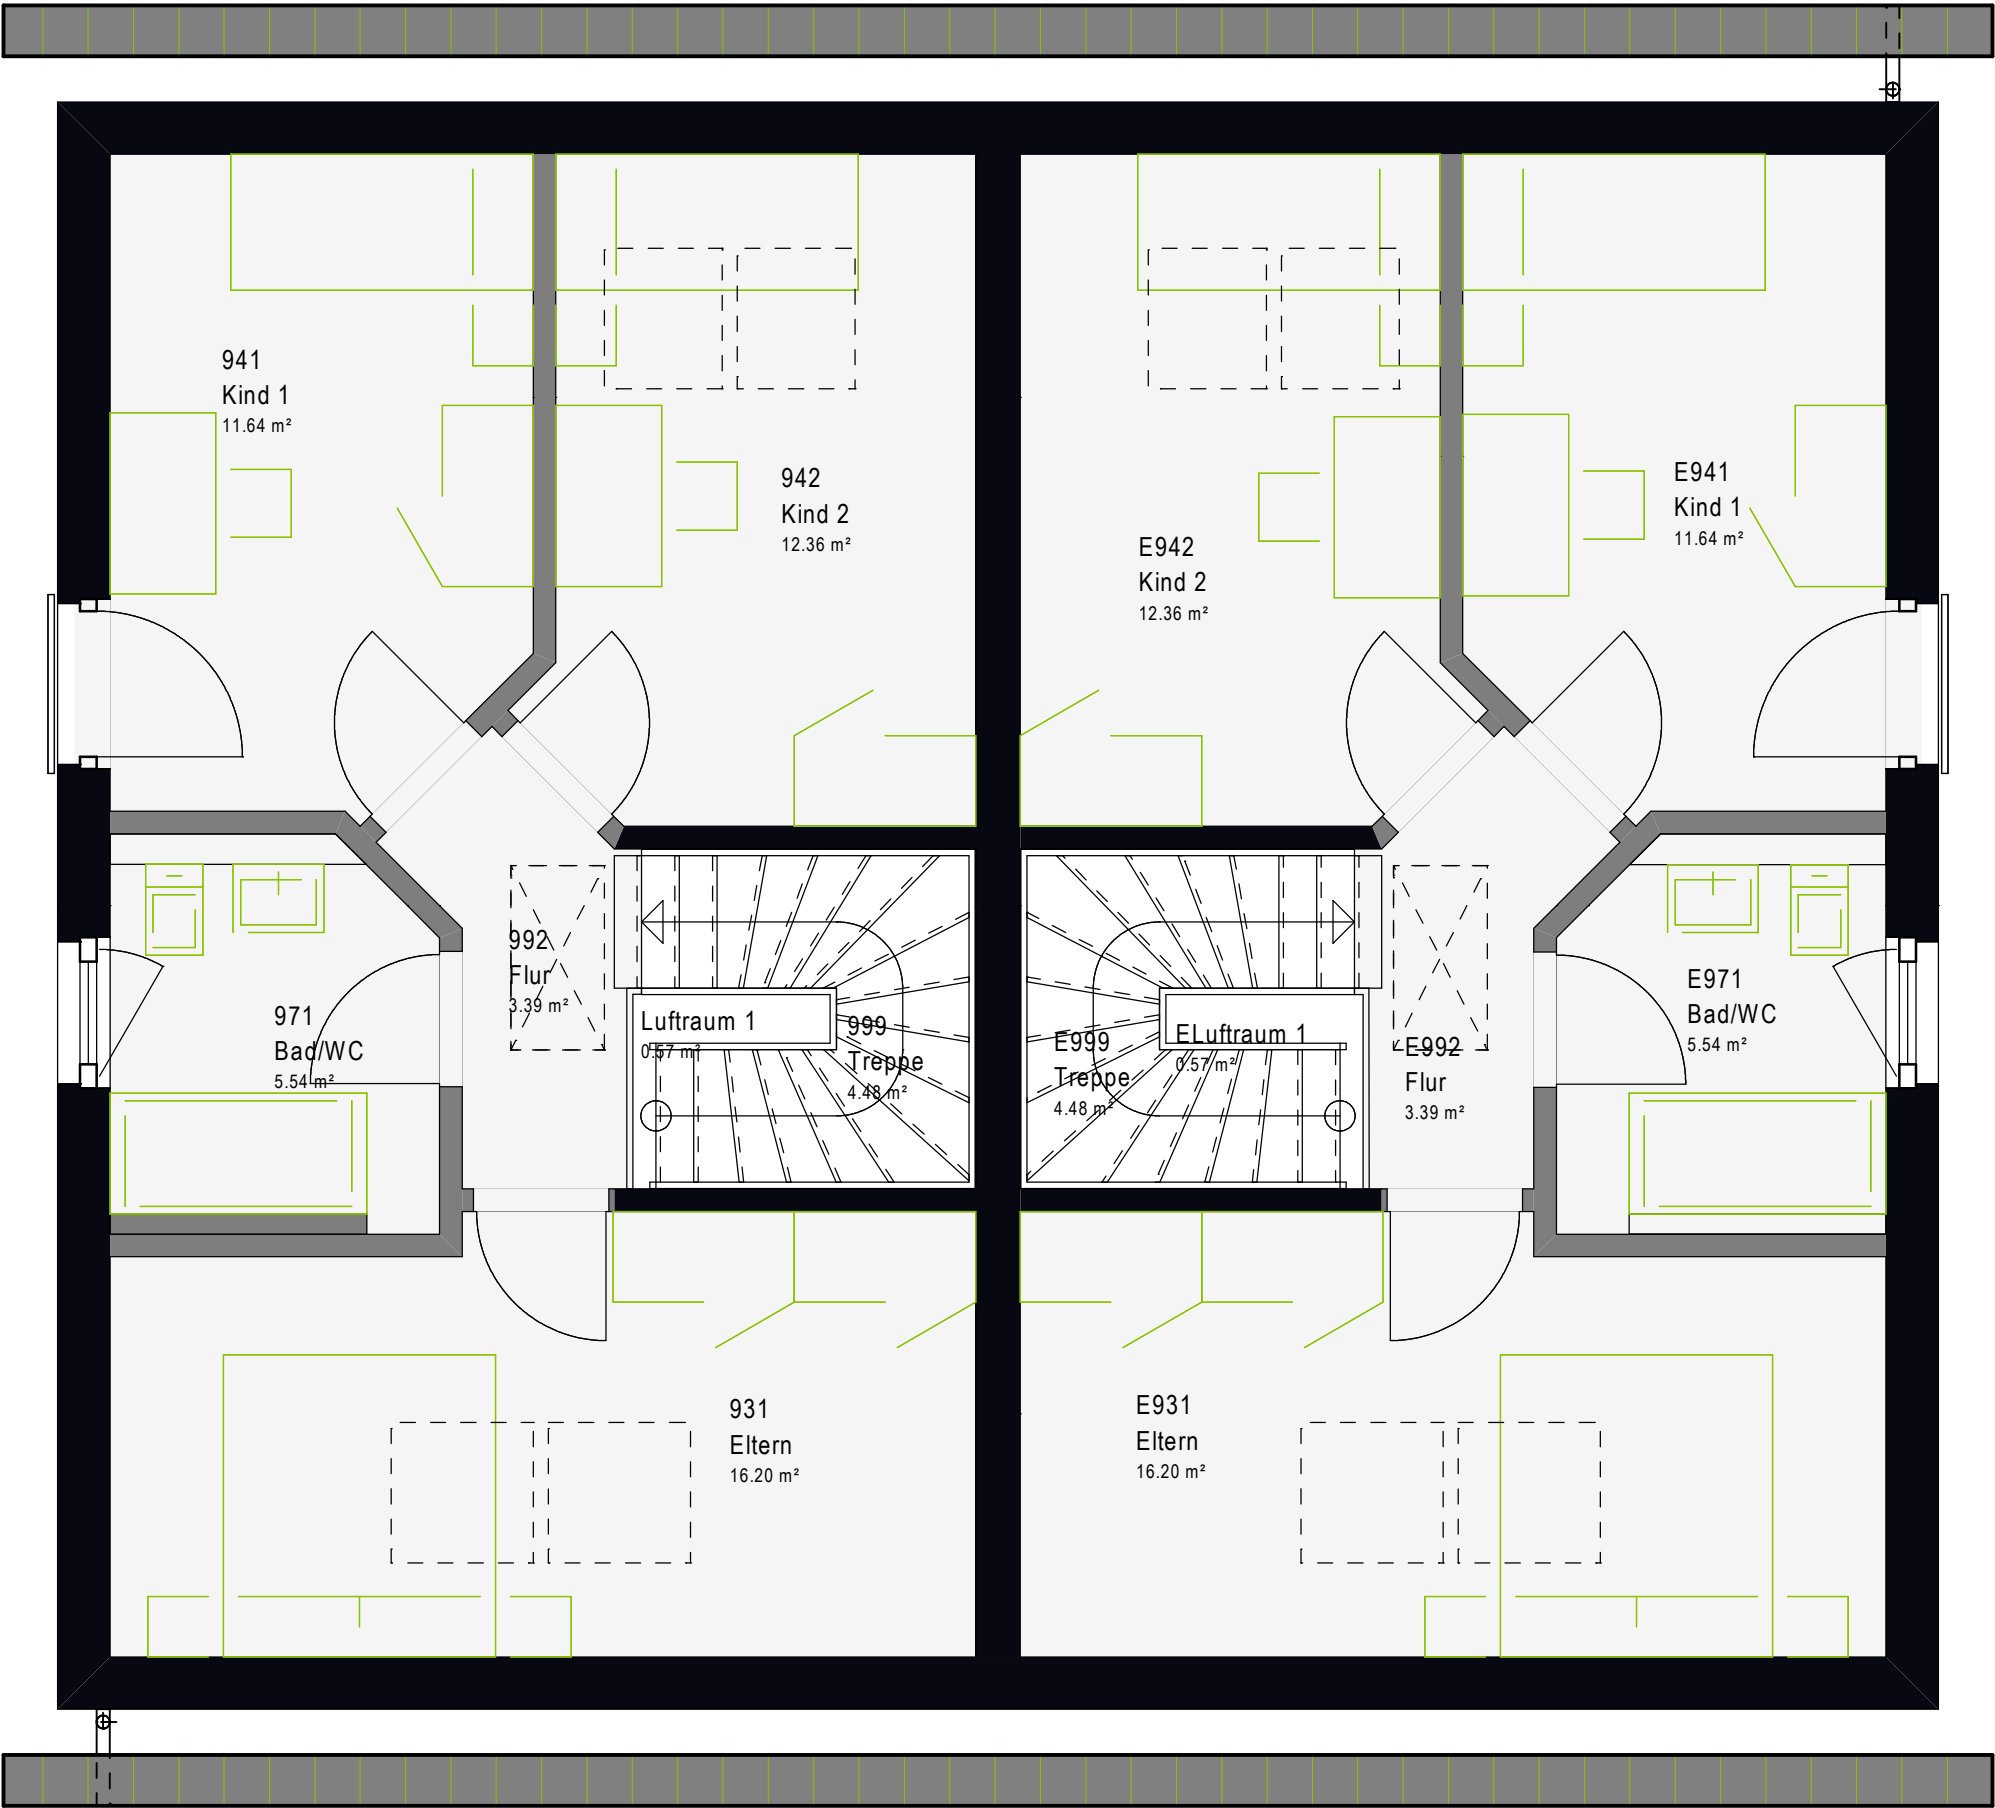 941
Kind 1
11.64 m²
942
Kind 2
12.36 m²
E942
Kind 2
12.36 m²
E941
Kind 1
11.64 m²
992
Flur
3.39 m²
971
Bad/WC
5.54 m²
Luftraum 1
0.57 m²
999
Treppe
4.48 m²
E999
Treppe
4.48 m²
ELuftraum 1
0.57 m²
E992
Flur
3.39 m²
E971
Bad/WC
5.54 m²
931
Eltern
16.20 m²
E931
Eltern
16.20 m²